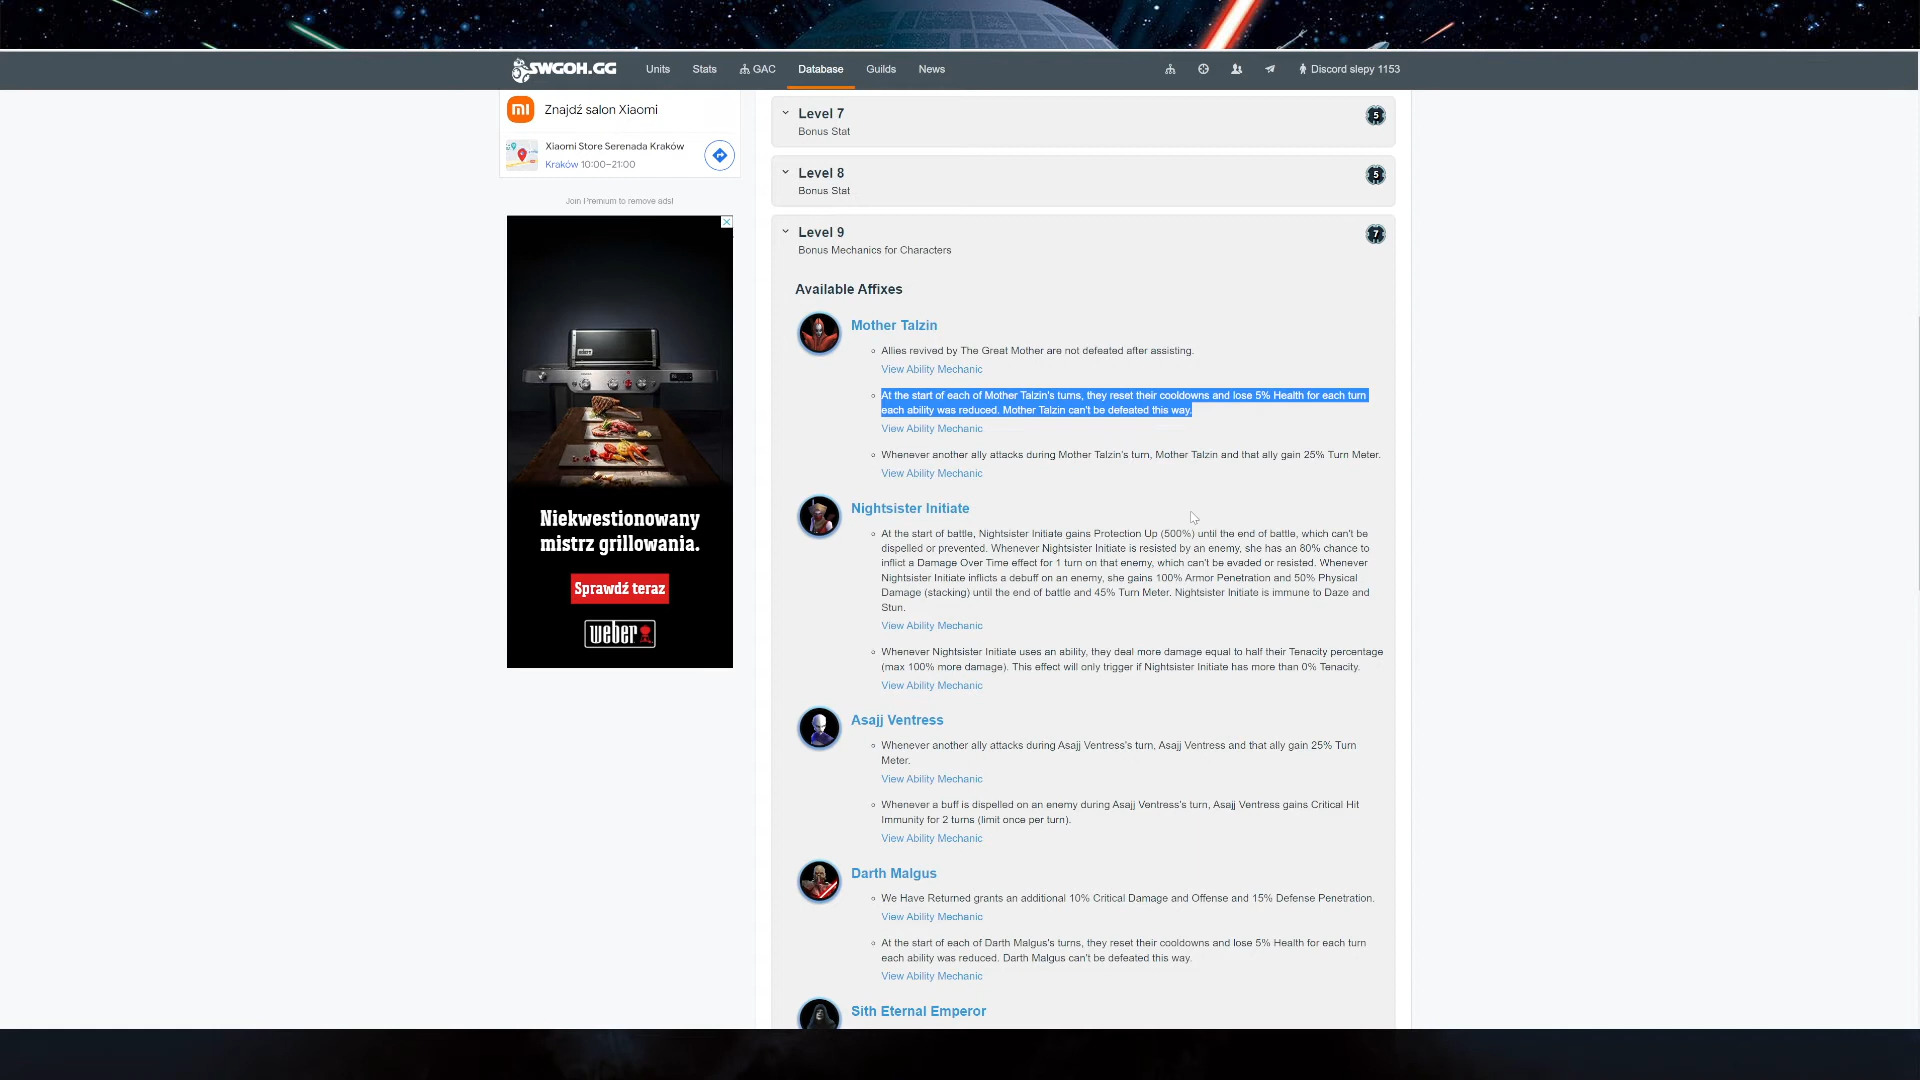 SWGOH.GG
Units
Stats
GAC
Database
Guilds
News
Discord slepy 1153
Znajdź salon Xiaomi
Xiaomi Store Serenada Kraków
Kraków 10:00–21:00
Join Premium to remove ads!
Niekwestionowany
mistrz grillowania.
Sprawdź teraz
weber
Level 7
Bonus Stat
5
Level 8
Bonus Stat
5
Level 9
Bonus Mechanics for Characters
7
Available Affixes
Mother Talzin
Allies revived by The Great Mother are not defeated after assisting.
View Ability Mechanic
At the start of each of Mother Talzin's turns, they reset their cooldowns and lose 5% Health for each turn
each ability was reduced. Mother Talzin can't be defeated this way.
View Ability Mechanic
Whenever another ally attacks during Mother Talzin's turn, Mother Talzin and that ally gain 25% Turn Meter.
View Ability Mechanic
Nightsister Initiate
At the start of battle, Nightsister Initiate gains Protection Up (500%) until the end of battle, which can't be
dispelled or prevented. Whenever Nightsister Initiate is resisted by an enemy, she has an 80% chance to
inflict a Damage Over Time effect for 1 turn on that enemy, which can't be evaded or resisted. Whenever
Nightsister Initiate inflicts a debuff on an enemy, she gains 100% Armor Penetration and 50% Physical
Damage (stacking) until the end of battle and 45% Turn Meter. Nightsister Initiate is immune to Daze and
Stun.
View Ability Mechanic
Whenever Nightsister Initiate uses an ability, they deal more damage equal to half their Tenacity percentage
(max 100% more damage). This effect will only trigger if Nightsister Initiate has more than 0% Tenacity.
View Ability Mechanic
Asajj Ventress
Whenever another ally attacks during Asajj Ventress's turn, Asajj Ventress and that ally gain 25% Turn
Meter.
View Ability Mechanic
Whenever a buff is dispelled on an enemy during Asajj Ventress's turn, Asajj Ventress gains Critical Hit
Immunity for 2 turns (limit once per turn).
View Ability Mechanic
Darth Malgus
We Have Returned grants an additional 10% Critical Damage and Offense and 15% Defense Penetration.
View Ability Mechanic
At the start of each of Darth Malgus's turns, they reset their cooldowns and lose 5% Health for each turn
each ability was reduced. Darth Malgus can't be defeated this way.
View Ability Mechanic
Sith Eternal Emperor